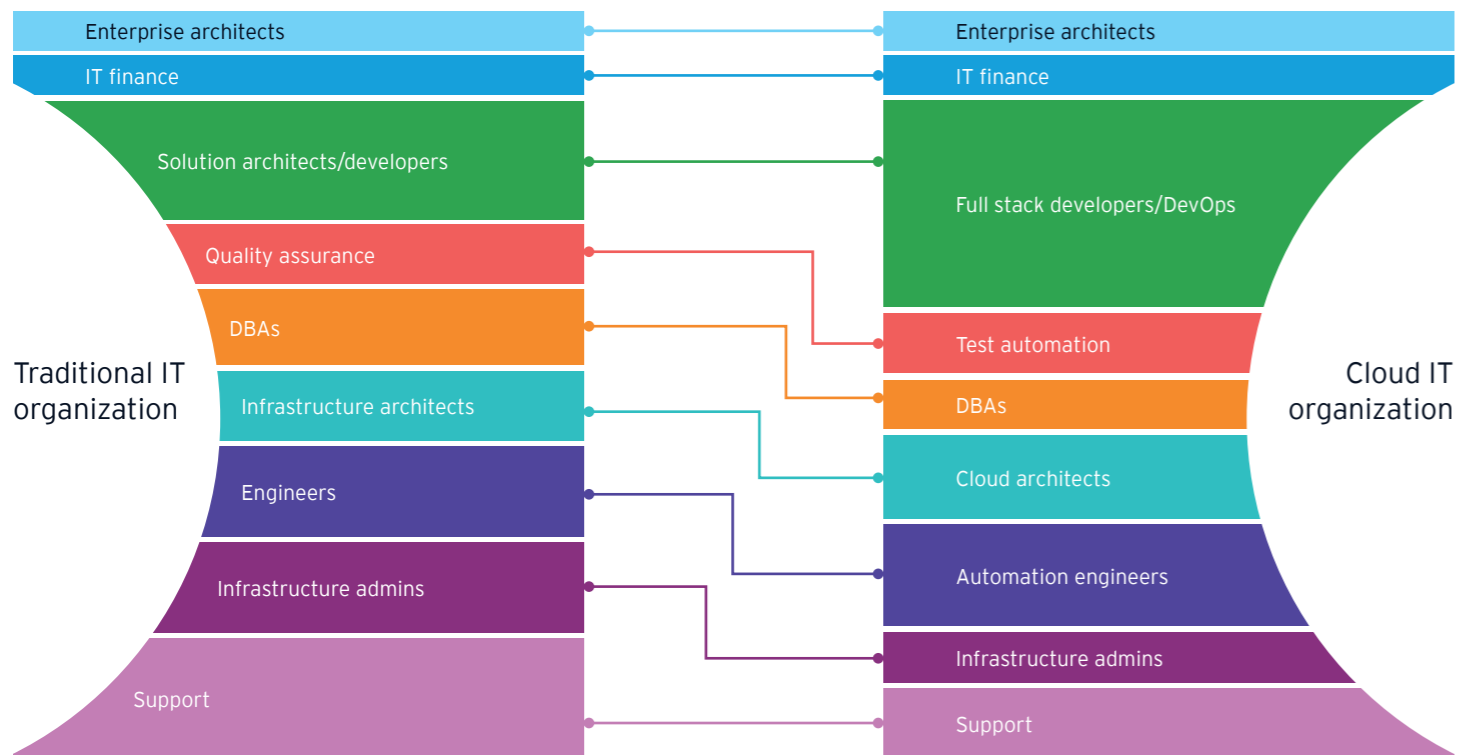 Enterprise architects
IT finance
Solution architects/developers
Quality assurance
DBAs
Infrastructure architects
Engineers
Infrastructure admins
Support
Traditional IT
organization
Enterprise architects
IT finance
Full stack developers/DevOps
Test automation
DBAs
Cloud architects
Automation engineers
Infrastructure admins
Support
Cloud IT
organization